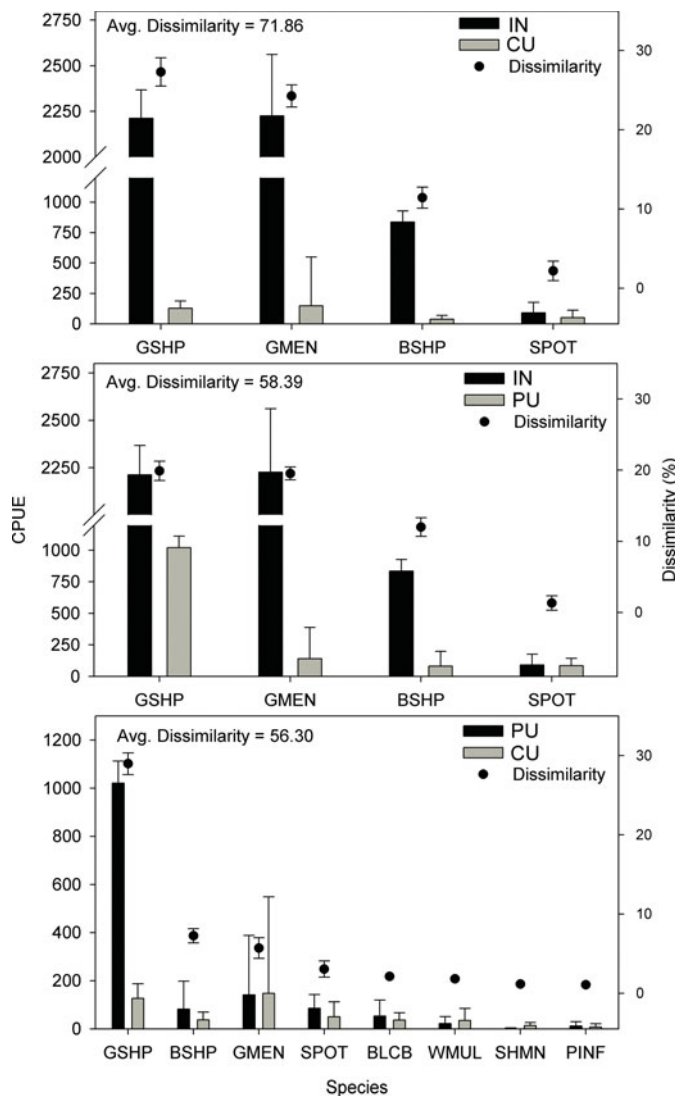 Avg. Dissimilarity = 71.86
IN
CU
Dissimilarity
2750
2500
2250
2000
1000
750
500
250
0
30
20
10
0
GSHP GMEN BSHP SPOT
Avg. Dissimilarity = 58.39
IN
PU
Dissimilarity
2750
2500
2250
1000
750
500
250
0
30
20
10
0
CPUE
Dissimilarity (%)
GSHP GMEN BSHP SPOT
Avg. Dissimilarity = 56.30
PU
CU
Dissimilarity
1200
1000
800
600
400
200
0
30
20
10
0
GSHP BSHP GMEN SPOT BLCB WMUL SHMN PINF
Species